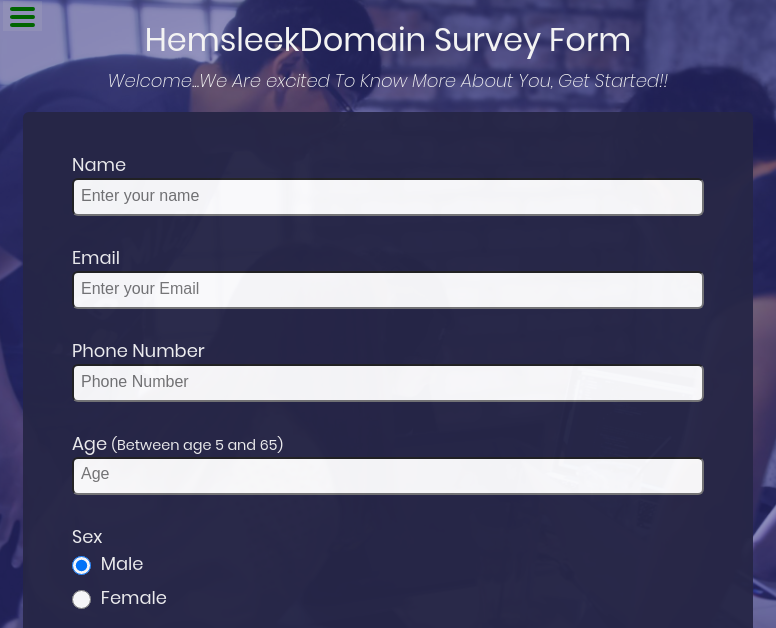 HemsleekDomain Survey Form
Welcome...We Are excited To Know More About You, Get Started!!
Name
Enter your name
Email
Enter your Email
Phone Number
Phone Number
Age (Between age 5 and 65)
Age
Sex
Male
Female